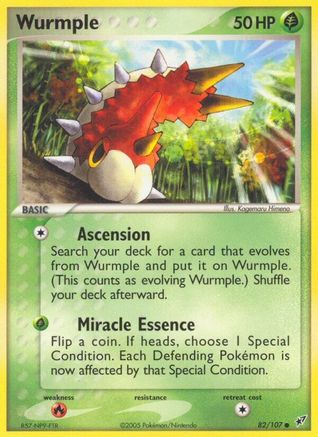 Wurmple 50 HP
BASIC
Illus. Kagemaru Himeno
Ascension
Search your deck for a card that evolves
from Wurmple and put it on Wurmple.
(This counts as evolving Wurmple.) Shuffle
your deck afterward.
Miracle Essence
Flip a coin. If heads, choose 1 Special
Condition. Each Defending Pokémon is
now affected by that Special Condition.
weakness resistance retreat cost
R57-NP9-F1R ©2005 Pokémon/Nintendo 82/107